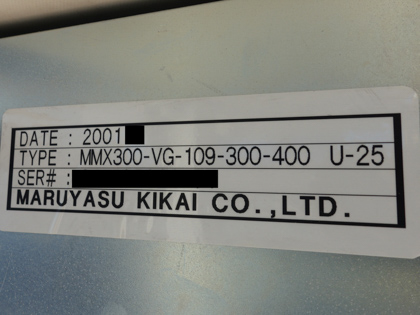 DATE : 2001
TYPE : MMX300-VG-109-300-400 U-25
SER# :
MARUYASU KIKAI CO.,LTD.